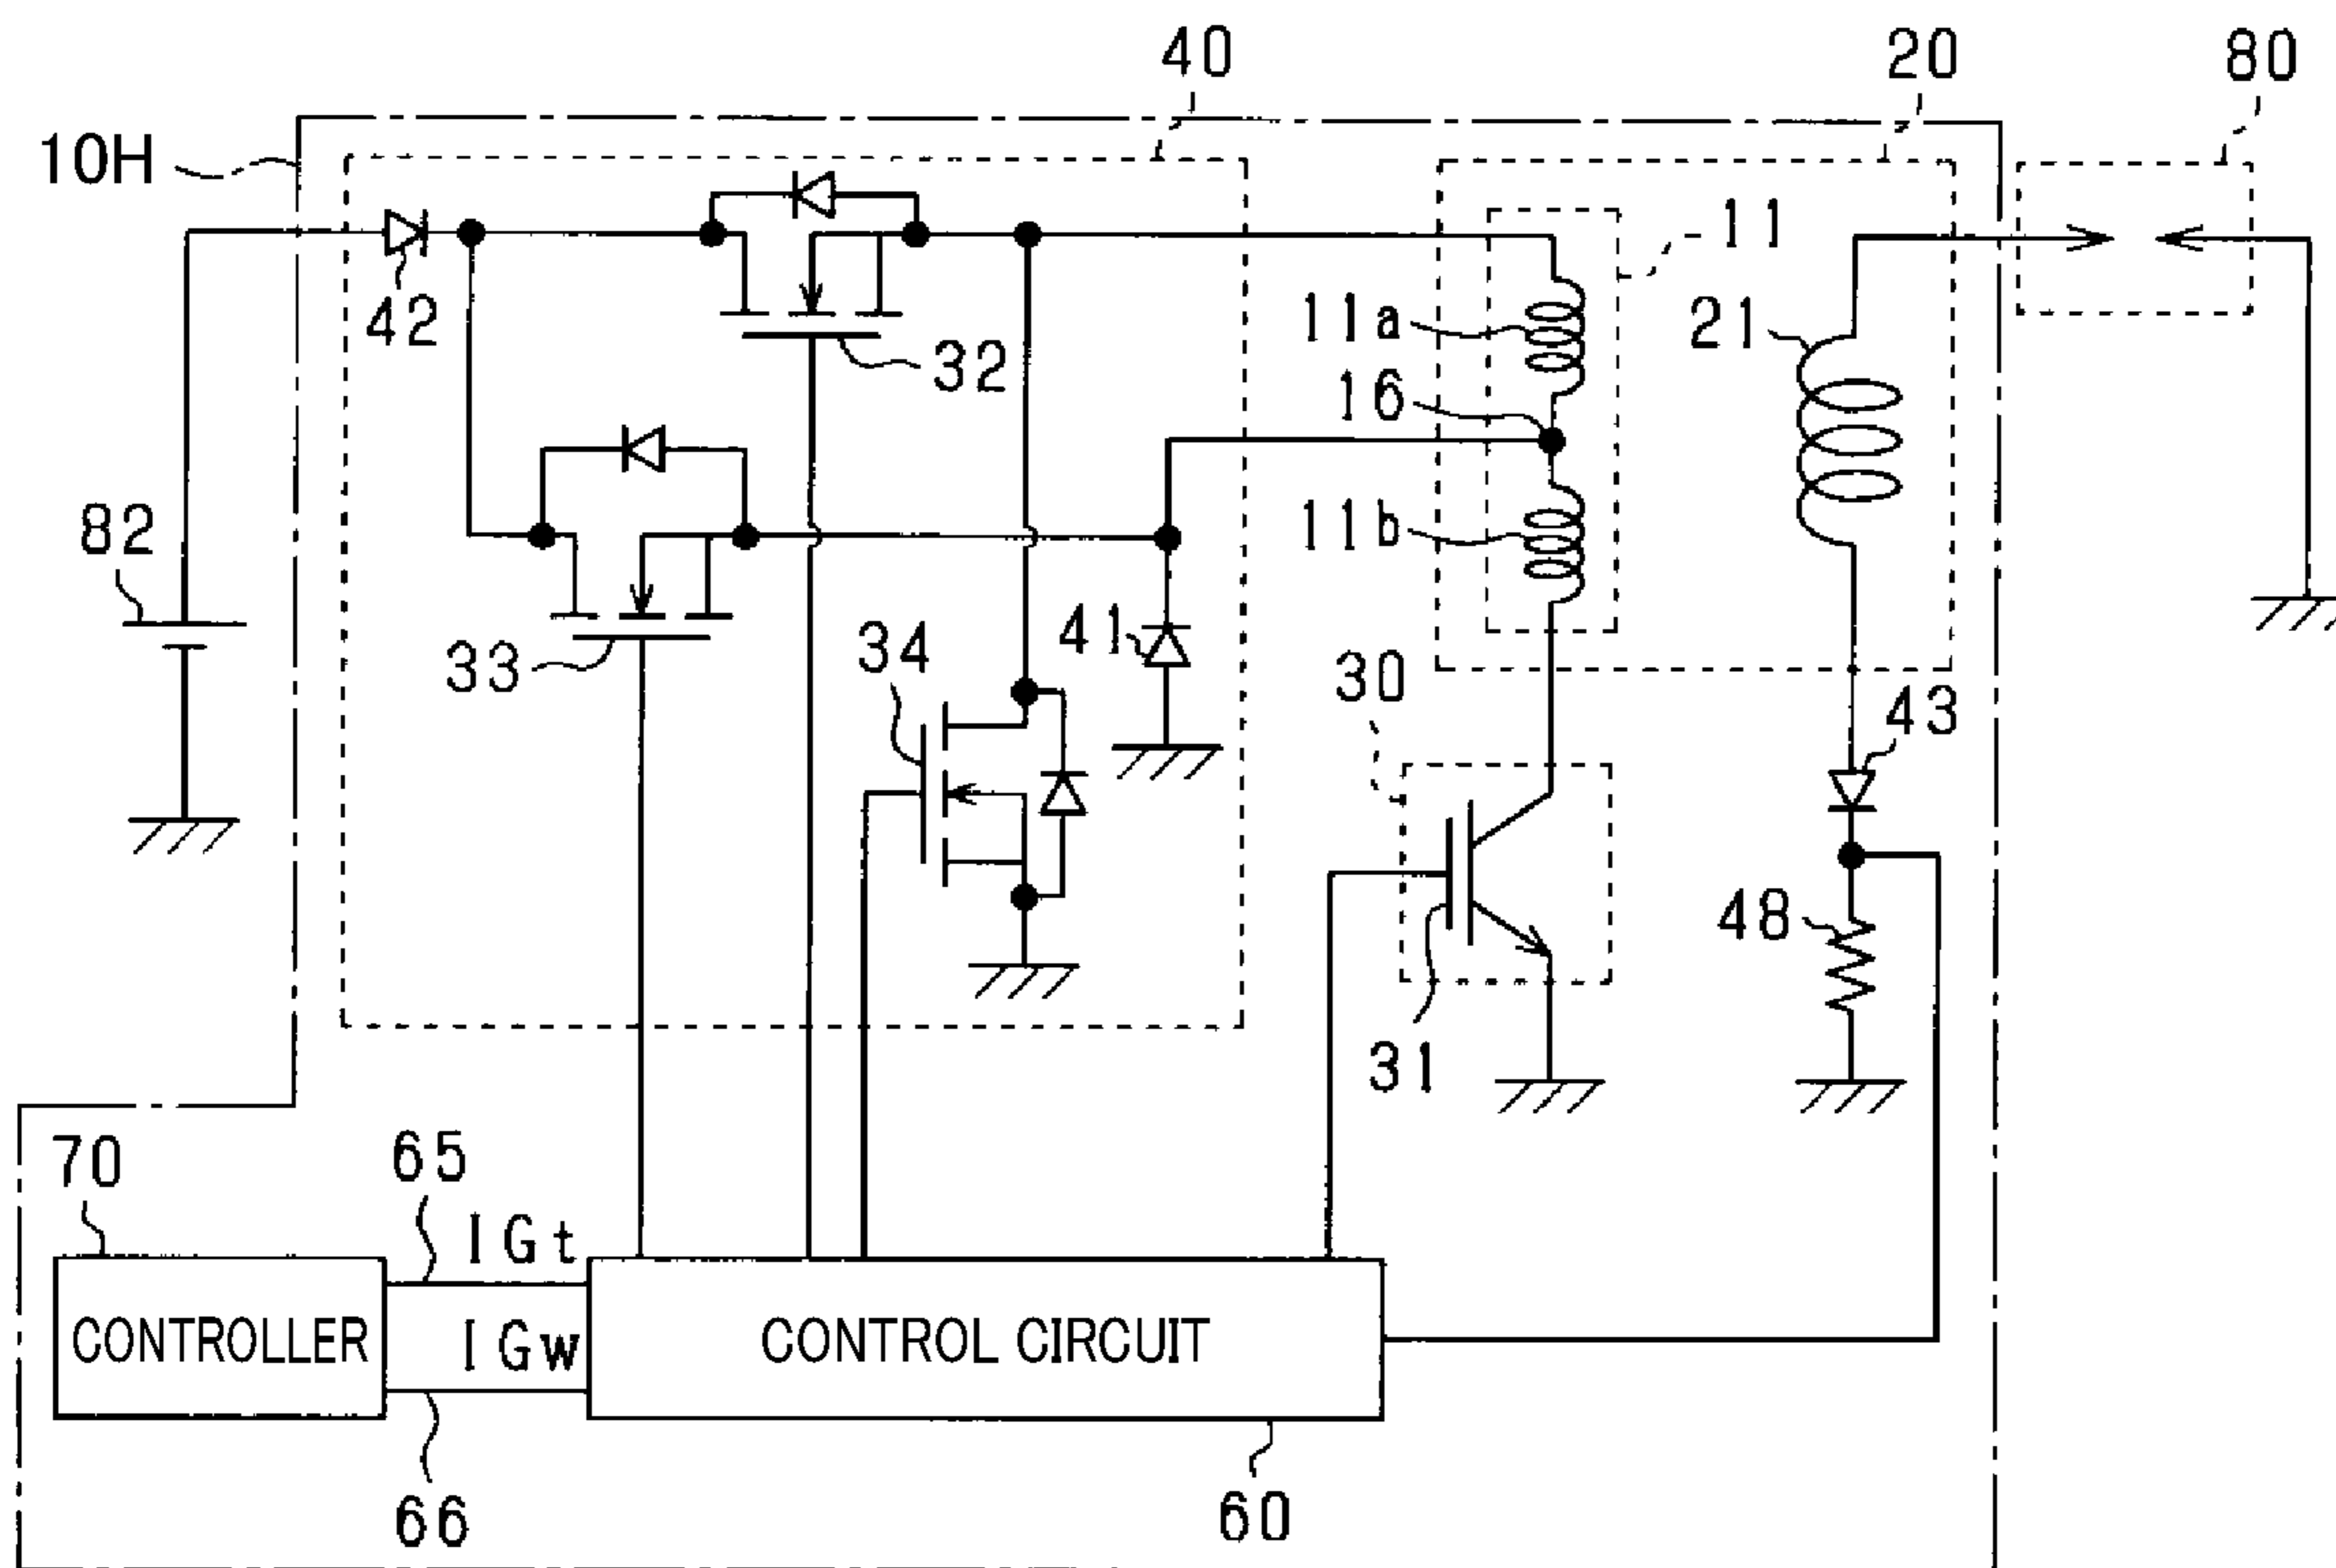 40
20
80
10H
11
42
11a
21
32
16
82
11b
41
34
33
30
43
48
31
70
65
IGt
CONTROLLER
IGw
CONTROL CIRCUIT
66
60